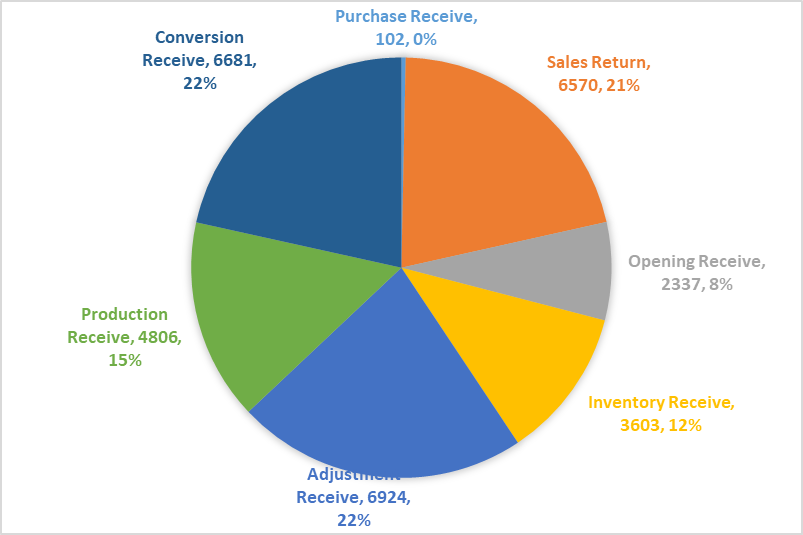 Purchase Receive,
102, 0%
Sales Return,
6570, 21%
Opening Receive,
2337, 8%
Inventory Receive,
3603, 12%
Adjustment
Receive, 6924,
22%
Production
Receive, 4806,
15%
Conversion
Receive, 6681,
22%